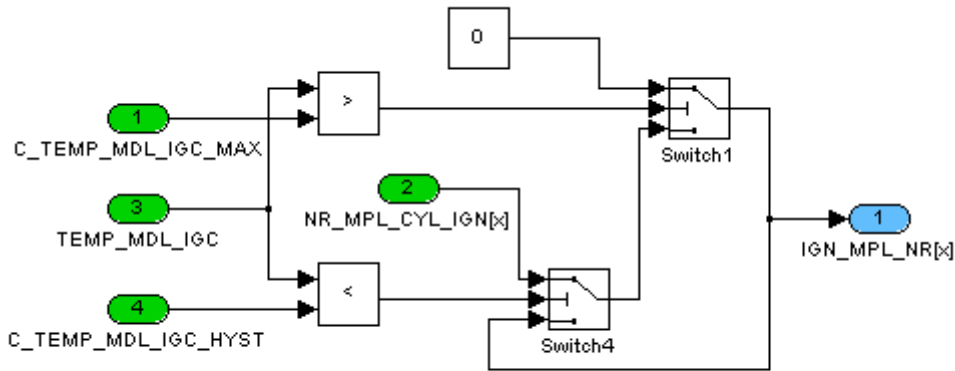 0
>
1
C_TEMP_MDL_IGC_MAX
Switch1
2
3
NR_MPL_CYL_IGN[x]
1
TEMP_MDL_IGC
IGN_MPL_NR[x]
<
4
C_TEMP_MDL_IGC_HYST
Switch4